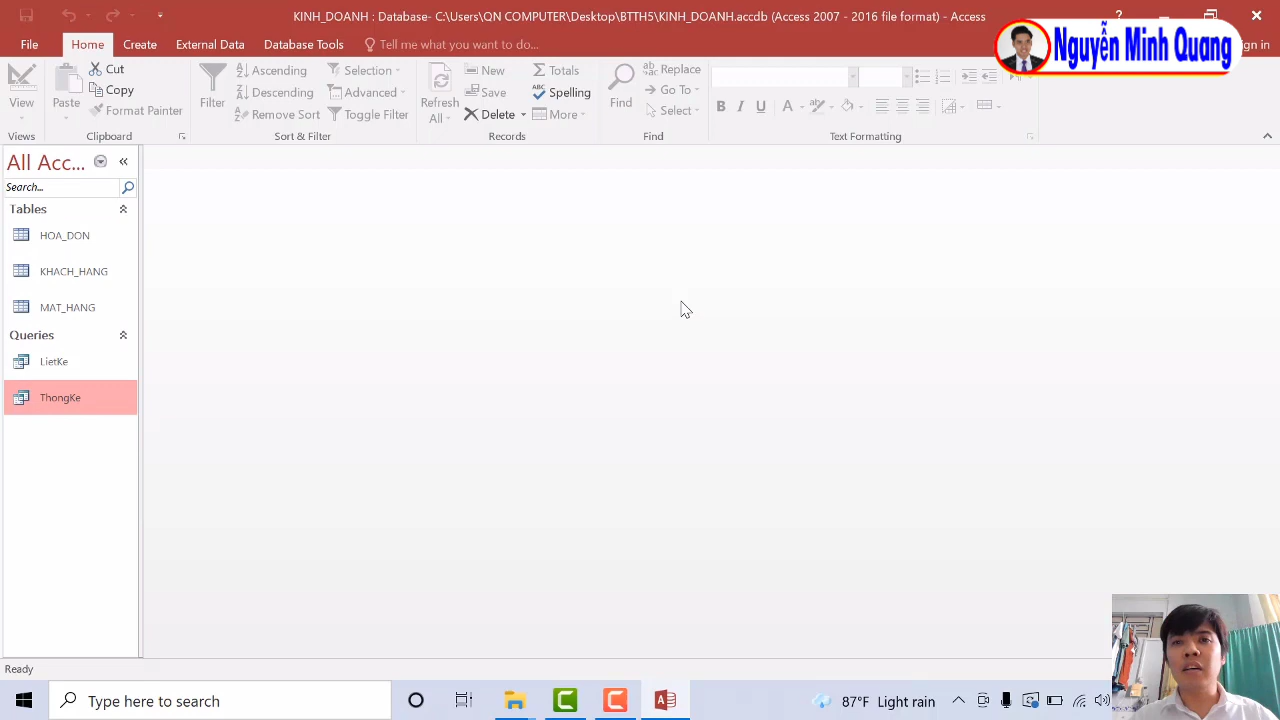 KINH_DOANH : Database- C:\Users\QN COMPUTER\Desktop\BTTH5\KINH_DOANH.accdb (Access 2007 - 2016 file format) - Access
?
File
Home
Create
External Data
Database Tools
Tell me what you want to do...
Nguyễn Minh Quang
ign in
View
Views
Paste
Cut
Copy
Format Painter
Clipboard
Filter
Ascending
Descending
Remove Sort
Selection
Advanced
Toggle Filter
Sort & Filter
Refresh
All
New
Save
Delete
Totals
ABC
Spelling
More
Records
Find
Replace
Go To
Select
Find
B I U A
Text Formatting
All Acc...
Search...
Tables
HOA_DON
KHACH_HANG
MAT_HANG
Queries
LietKe
ThongKe
Ready
Type here to search
87°F Light rain